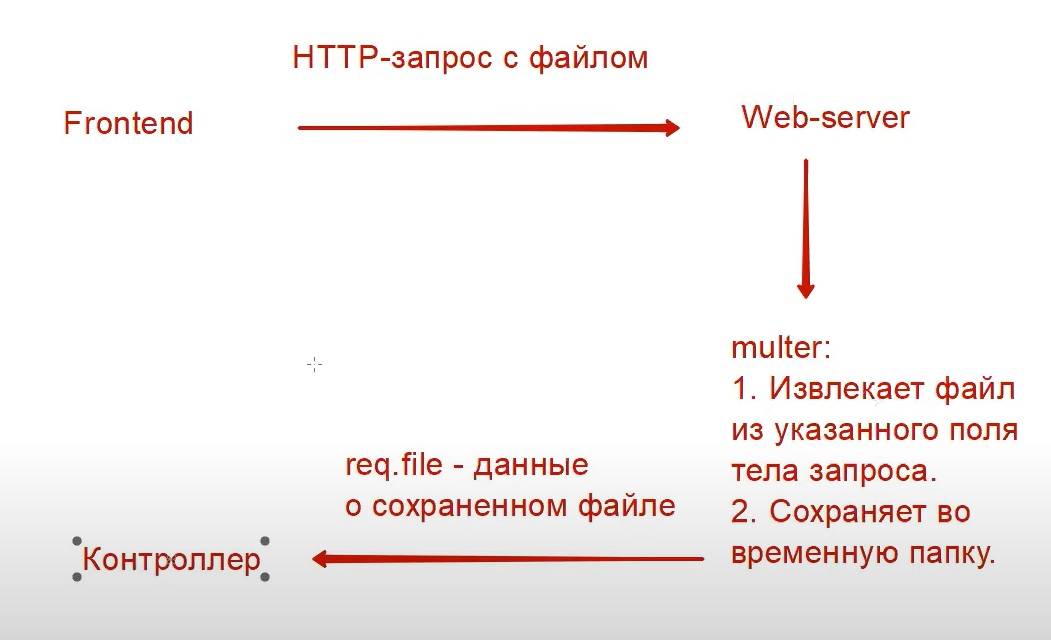 HTTP-запрос с файлом
Frontend
Web-server
multer:
1. Извлекает файл
из указанного поля
тела запроса.
2. Сохраняет во
временную папку.
req.file - данные
о сохраненном файле
Контроллер